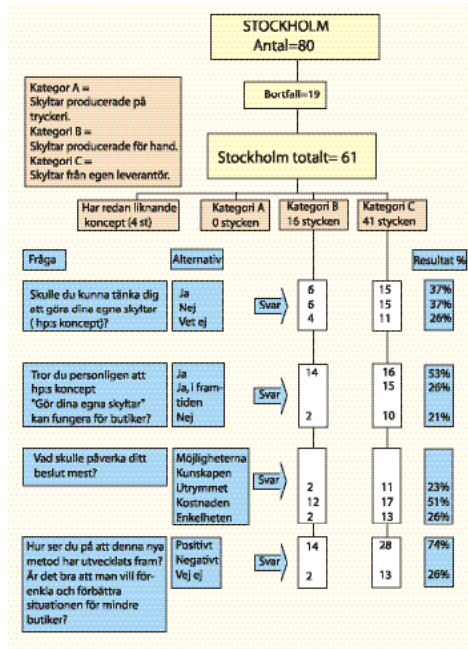 STOCKHOLM
Antal=80
Bortfall=19
Kategor A =
Skyltar producerade på
tryckeri.
Kategori B =
Skyltar producerade för hand.
Kategori C =
Skyltar från egen leverantör.
Stockholm totalt= 61
Har redan liknande
koncept (4 st)
Kategori A
0 stycken
Kategori B
16 stycken
Kategori C
41 stycken
Fråga
Alternativ
Resultat %
Skulle du kunna tänka dig
att göra dina egna skyltar
( hp:s koncept)?
Ja
Nej
Vet ej
Svar
6
6
4
15
15
11
37%
37%
26%
Tror du personligen att
hp:s koncept
"Gör dina egna skyltar"
kan fungera för butiker?
Ja
Ja, i fram-
tiden
Nej
Svar
14
2
16
15
10
53%
26%
21%
Vad skulle påverka ditt
beslut mest?
Möjligheterna
Kunskapen
Utrymmet
Kostnaden
Enkelheten
Svar
2
12
2
11
17
13
23%
51%
26%
Hur ser du på att denna nya
metod har utvecklats fram?
Är det bra att man vill för-
enkla och förbättra
situationen för mindre
butiker?
Positivt
Negativt
Vej ej
Svar
14
2
28
13
74%
26%